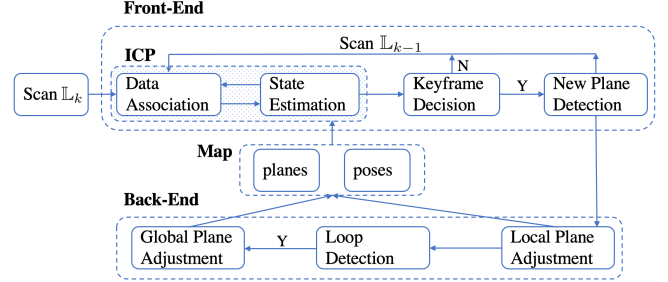 Front-End
Scan 𝕃ₖ₋₁
ICP
N
Scan 𝕃ₖ
Data
Association
State
Estimation
Keyframe
Decision
Y
New Plane
Detection
Map
planes
poses
Back-End
Global Plane
Adjustment
Y
Loop
Detection
Local Plane
Adjustment